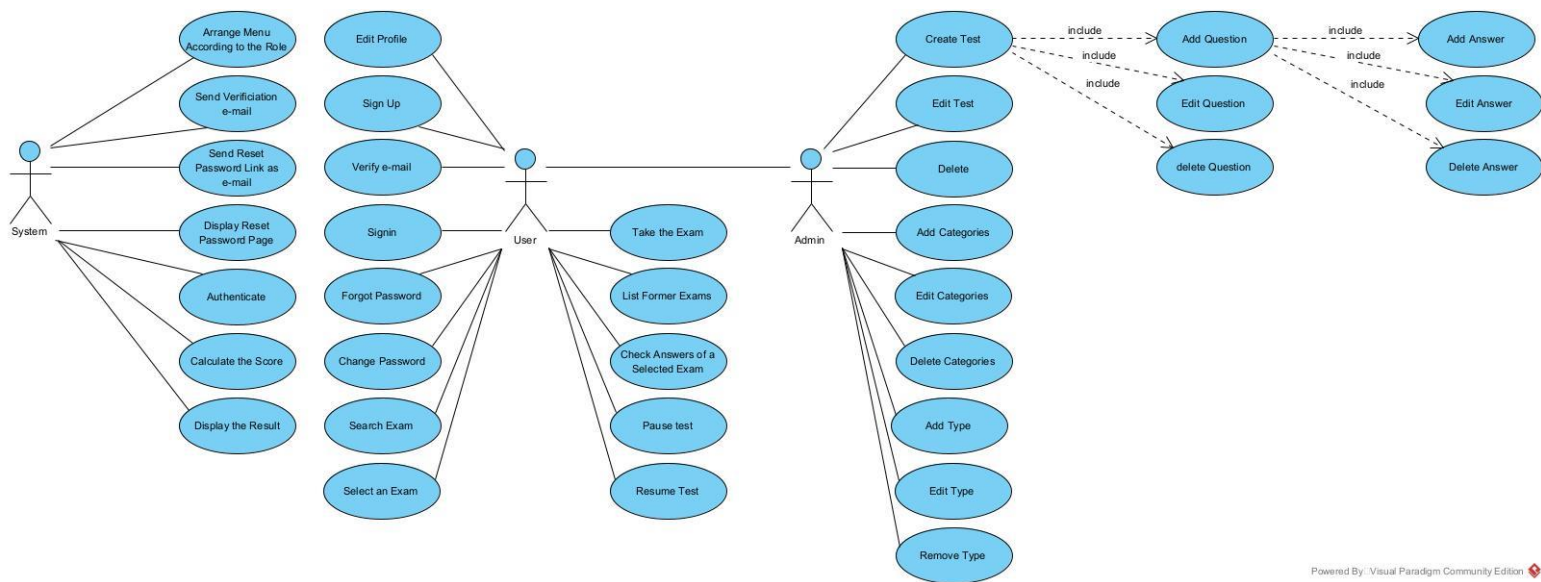 Arrange Menu
According to the Role
Send Verificiation
e-mail
Send Reset
Password Link as
e-mail
System
Display Reset
Password Page
Authenticate
Calculate the Score
Display the Result
Edit Profile
Sign Up
Verify e-mail
Signin
Forgot Password
Change Password
Search Exam
Select an Exam
User
Take the Exam
List Former Exams
Check Answers of a
Selected Exam
Pause test
Resume Test
Admin
Create Test
Edit Test
Delete
Add Categories
Edit Categories
Delete Categories
Add Type
Edit Type
Remove Type
include
include
include
Add Question
Edit Question
delete Question
include
include
include
Add Answer
Edit Answer
Delete Answer
Powered By: Visual Paradigm Community Edition